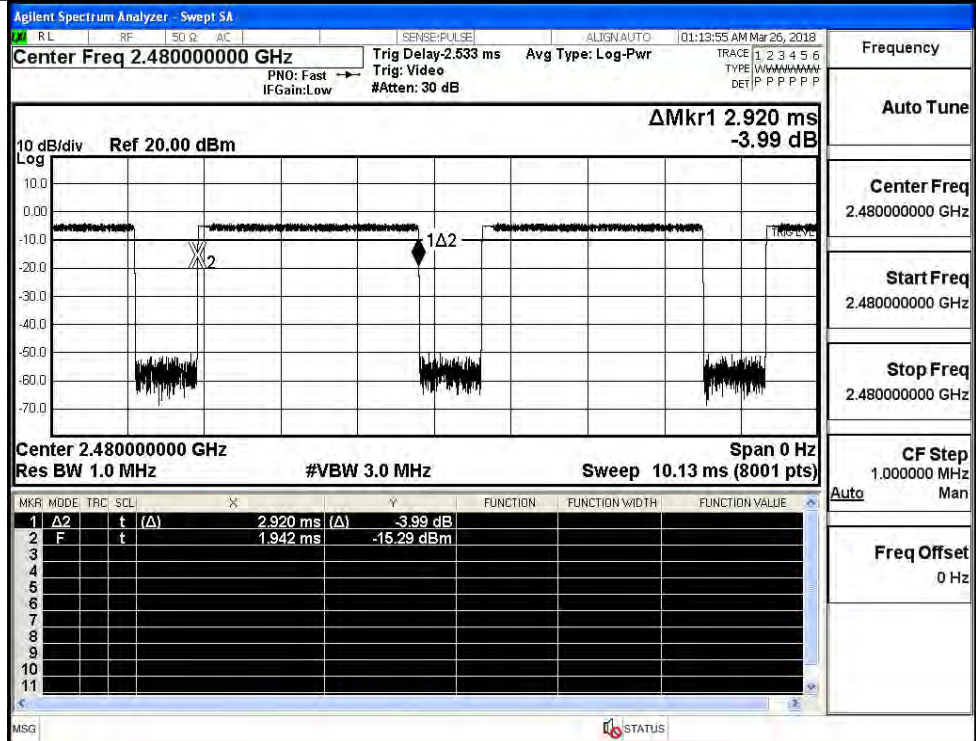 Agilent Spectrum Analyzer - Swept SA
RL RF 50 Ω AC SENSE:PULSE ALIGN AUTO 01:13:55 AM Mar 26, 2018
Center Freq 2.480000000 GHz
PNO: Fast
IFGain:Low
Trig Delay-2.533 ms
Trig: Video
#Atten: 30 dB
Avg Type: Log-Pwr
TRACE 1 2 3 4 5 6
TYPE
DET P P P P P P
ΔMkr1 2.920 ms
-3.99 dB
10 dB/div Ref 20.00 dBm
Log
10.0
0.00
-10.0
-20.0
-30.0
-40.0
-50.0
-60.0
-70.0
1Δ2
2
TRIG LVL
Center 2.480000000 GHz Span 0 Hz
Res BW 1.0 MHz #VBW 3.0 MHz Sweep 10.13 ms (8001 pts)
MKR MODE TRC SCL X Y FUNCTION FUNCTION WIDTH FUNCTION VALUE
1 Δ2 t (Δ) 2.920 ms (Δ) -3.99 dB
2 F t 1.942 ms -15.29 dBm
3
4
5
6
7
8
9
10
11
MSG STATUS
Frequency
Auto Tune
Center Freq
2.480000000 GHz
Start Freq
2.480000000 GHz
Stop Freq
2.480000000 GHz
CF Step
1.000000 MHz
Auto Man
Freq Offset
0 Hz